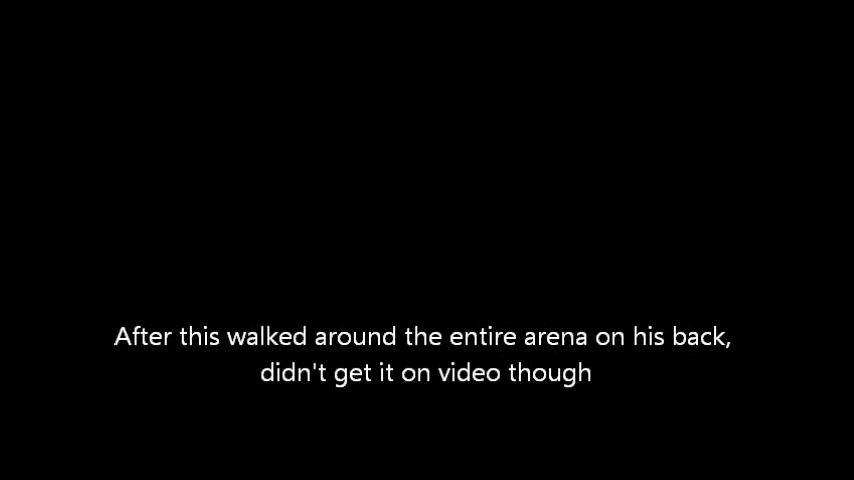 After this walked around the entire arena on his back,
didn't get it on video though